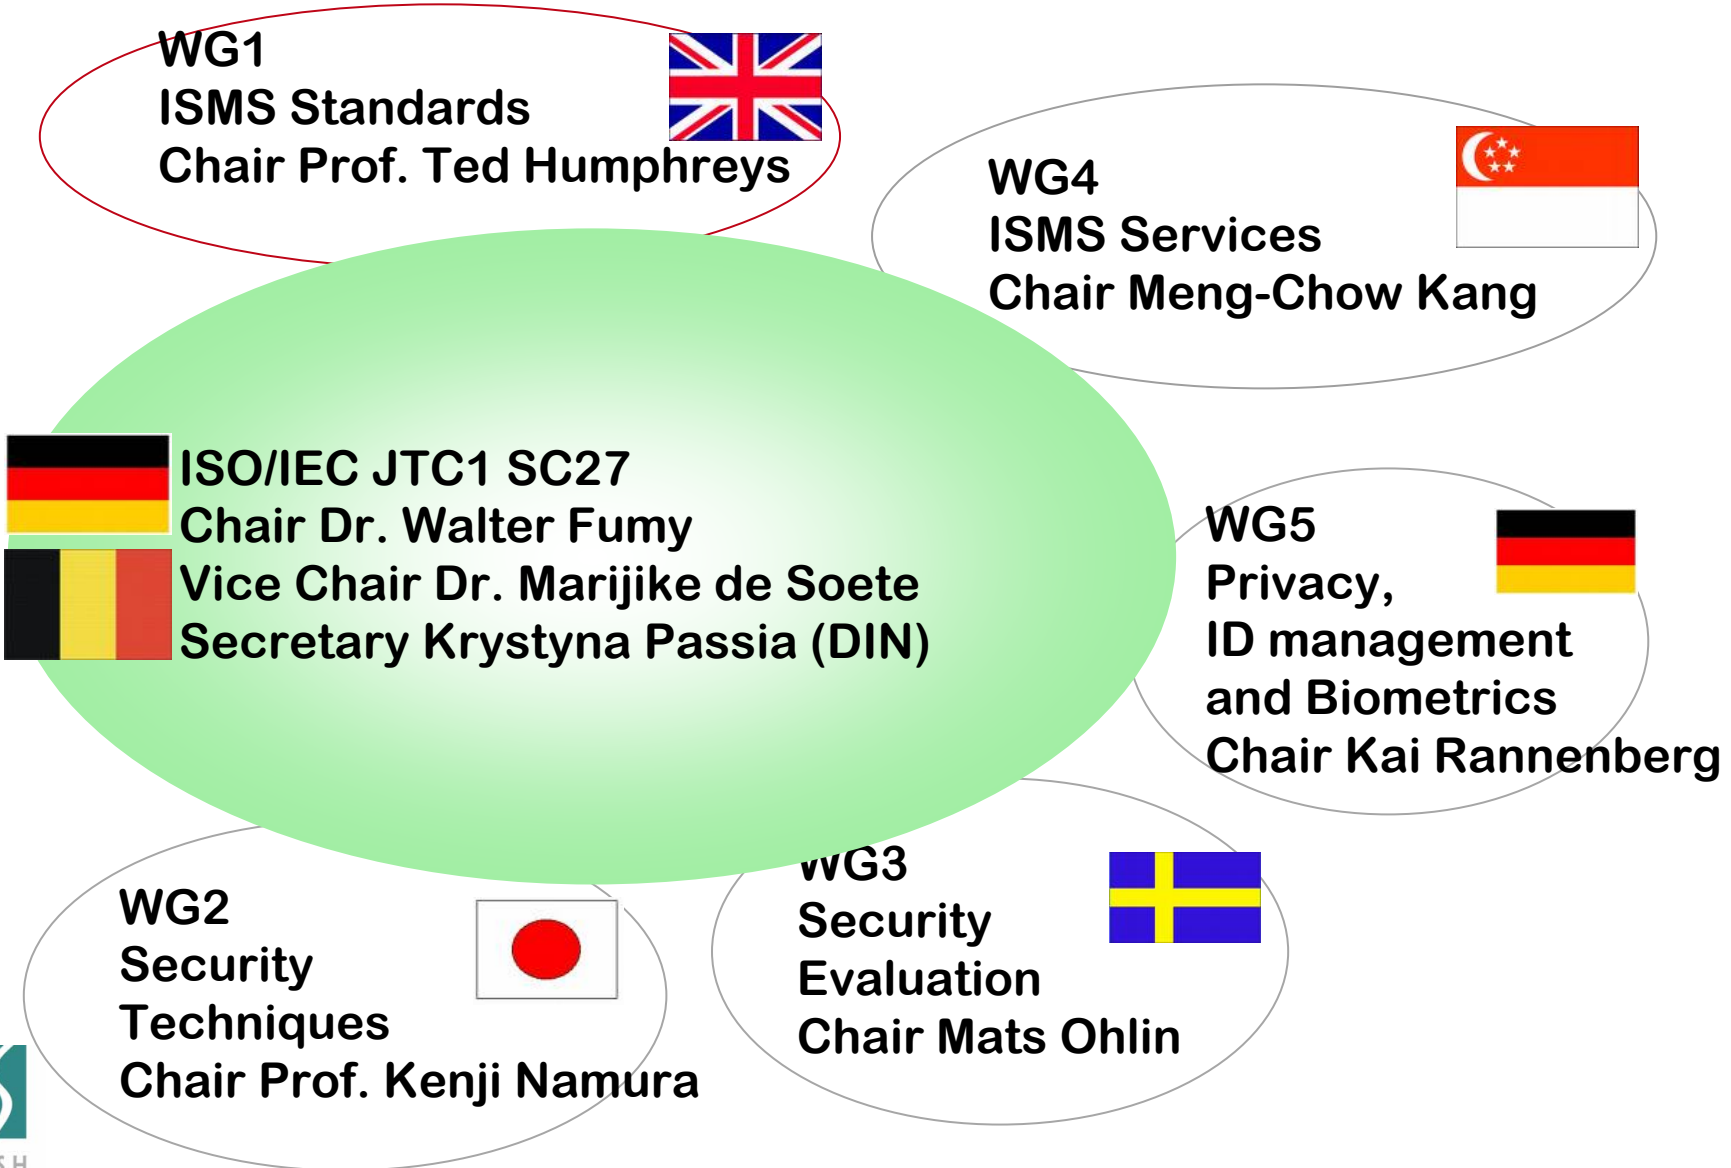 WG1
ISMS Standards
Chair Prof. Ted Humphreys
WG4
ISMS Services
Chair Meng-Chow Kang
ISO/IEC JTC1 SC27
Chair Dr. Walter Fumy
Vice Chair Dr. Marijike de Soete
Secretary Krystyna Passia (DIN)
WG5
Privacy,
ID management
and Biometrics
Chair Kai Rannenberg
WG3
Security
Evaluation
Chair Mats Ohlin
WG2
Security
Techniques
Chair Prof. Kenji Namura